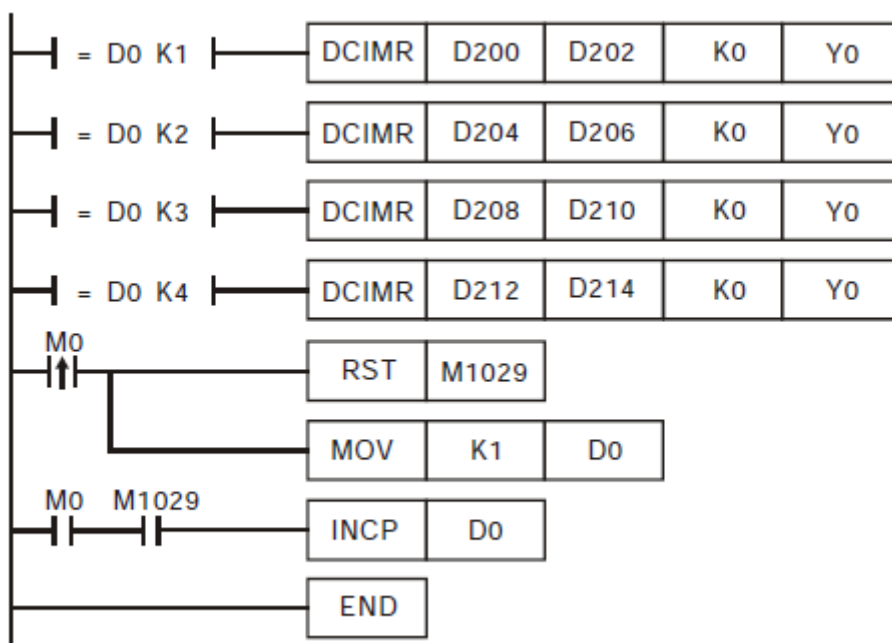 = D0 K1 DCIMR D200 D202 K0 Y0
= D0 K2 DCIMR D204 D206 K0 Y0
= D0 K3 DCIMR D208 D210 K0 Y0
= D0 K4 DCIMR D212 D214 K0 Y0
M0
RST M1029
MOV K1 D0
M0 M1029
INCP D0
END